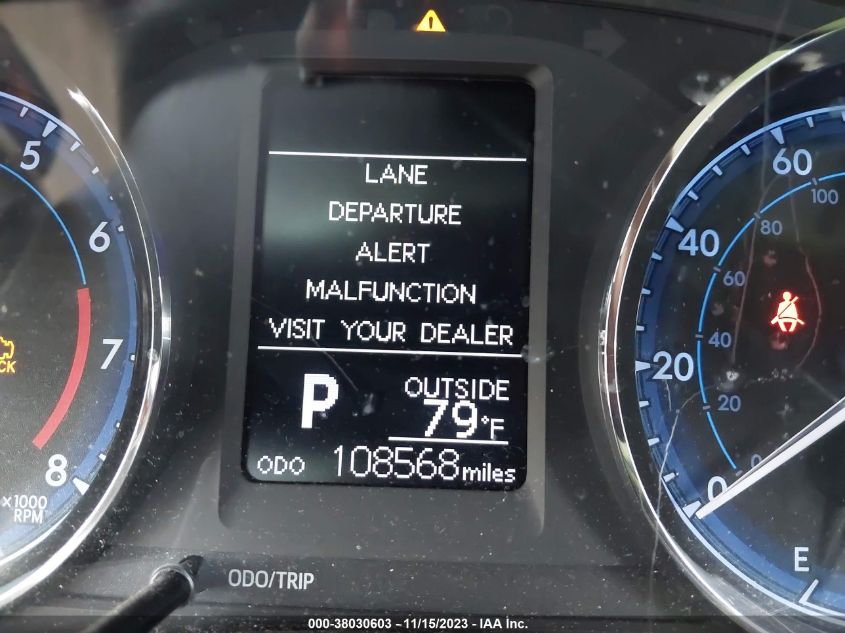 5
6
7
8
×1000
RPM
CK
LANE
DEPARTURE
ALERT
MALFUNCTION
VISIT YOUR DEALER
P
OUTSIDE
79°F
ODO 108568 miles
ODO/TRIP
60
100
40
80
60
20
40
20
0
0
E
000-38030603 - 11/15/2023 - IAA Inc.